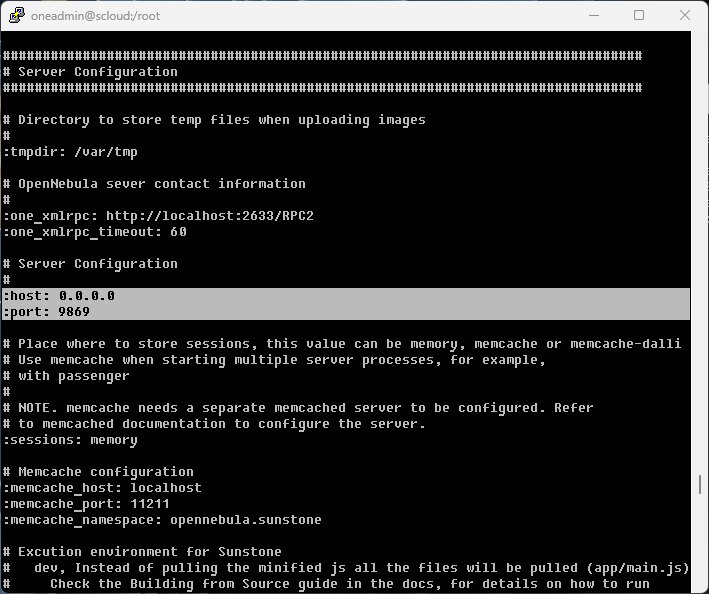 oneadmin@scloud:/root
################################################################################
# Server Configuration
################################################################################
# Directory to store temp files when uploading images
#
:tmpdir: /var/tmp
# OpenNebula sever contact information
#
:one_xmlrpc: http://localhost:2633/RPC2
:one_xmlrpc_timeout: 60
# Server Configuration
#
:host: 0.0.0.0
:port: 9869
# Place where to store sessions, this value can be memory, memcache or memcache-dalli
# Use memcache when starting multiple server processes, for example,
# with passenger
#
# NOTE. memcache needs a separate memcached server to be configured. Refer
# to memcached documentation to configure the server.
:sessions: memory
# Memcache configuration
:memcache_host: localhost
:memcache_port: 11211
:memcache_namespace: opennebula.sunstone
# Excution environment for Sunstone
#   dev, Instead of pulling the minified js all the files will be pulled (app/main.js)
#     Check the Building from Source guide in the docs, for details on how to run